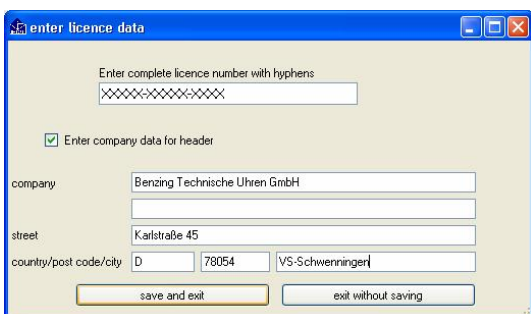 enter licence data
Enter complete licence number with hyphens
XXXXX-XXXXX-XXXX
Enter company data for header
company Benzing Technische Uhren GmbH
street Karlstraße 45
country/post code/city D 78054 VS-Schwenningen
save and exit exit without saving